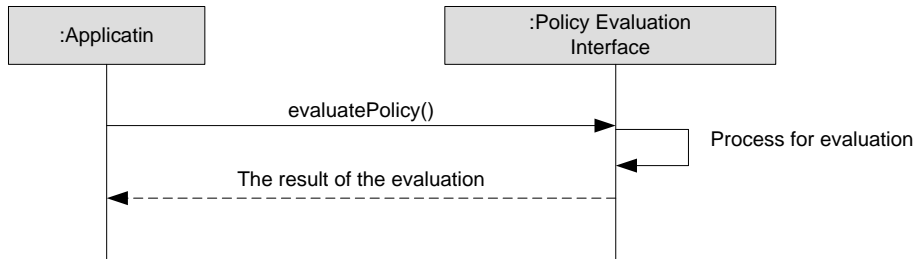 :Applicatin
:Policy Evaluation
Interface
evaluatePolicy()
Process for evaluation
The result of the evaluation